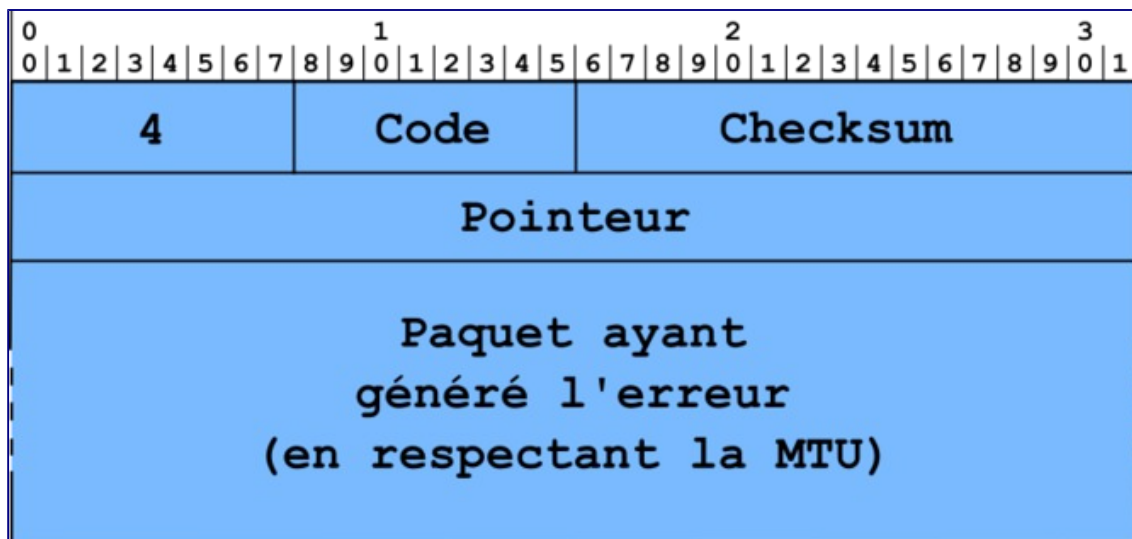 0 1 2 3
0|1|2|3|4|5|6|7|8|9|0|1|2|3|4|5|6|7|8|9|0|1|2|3|4|5|6|7|8|9|0|1
4 Code Checksum
Pointeur
Paquet ayant
généré l'erreur
(en respectant la MTU)